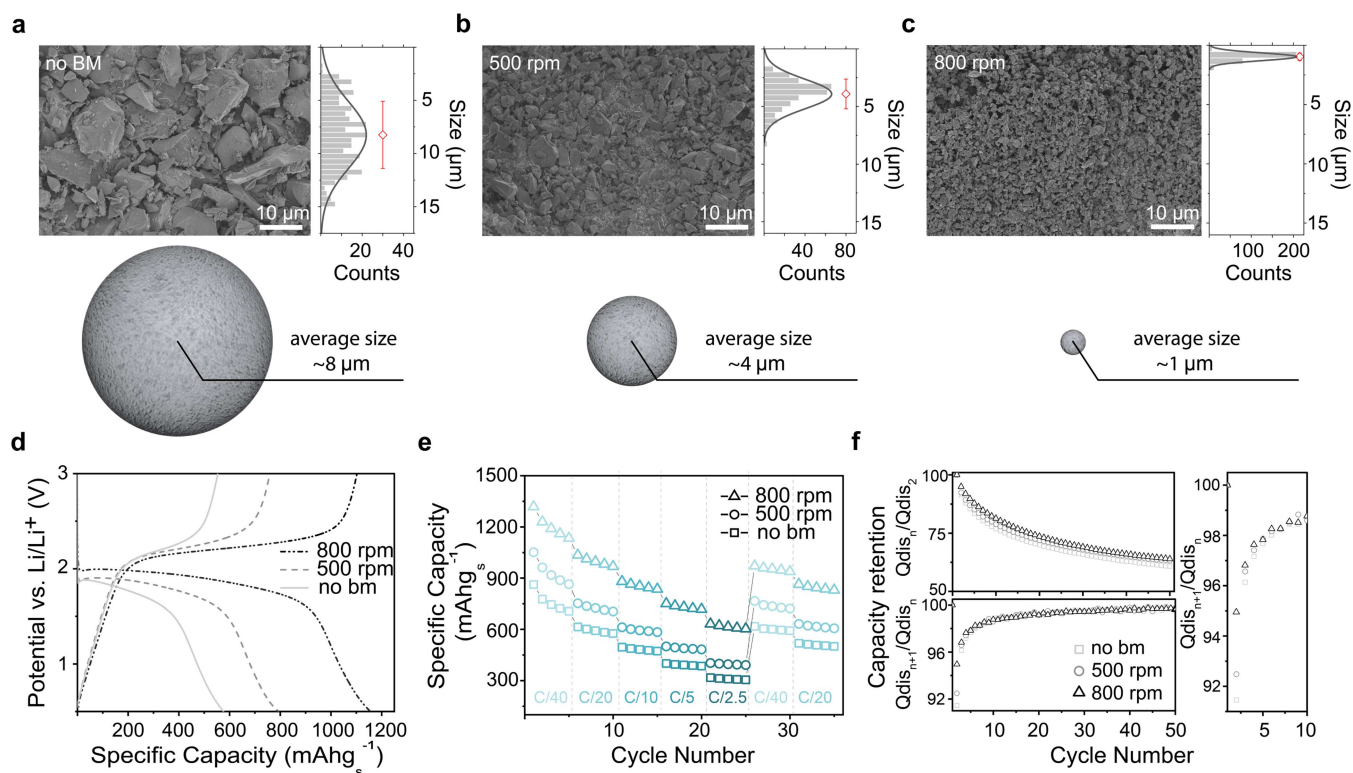 a
no BM
10 μm
5
10
15
Size (μm)
0
20
40
Counts
average size
~8 μm
b
500 rpm
10 μm
5
10
15
Size (μm)
40
80
Counts
average size
~4 μm
c
800 rpm
10 μm
5
10
15
Size (μm)
100
200
Counts
average size
~1 μm
d
Potential vs. Li/Li⁺ (V)
3
2
1
800 rpm
500 rpm
no bm
0 200 400 600 800 1000 1200
Specific Capacity (mAhgₛ⁻¹)
e
Specific Capacity
(mAhgₛ⁻¹)
1500
1200
900
600
300
800 rpm
500 rpm
no bm
C/40 C/20 C/10 C/5 C/2.5 C/40 C/20
0 10 20 30
Cycle Number
f
Capacity retention
Qdisₙ/Qdis₂
100
75
50
Qdisₙ₊₁/Qdisₙ
100
96
92
no bm
500 rpm
800 rpm
10 20 30 40 50
Cycle Number
Qdisₙ₊₁/Qdisₙ
100
98
96
94
92
5 10